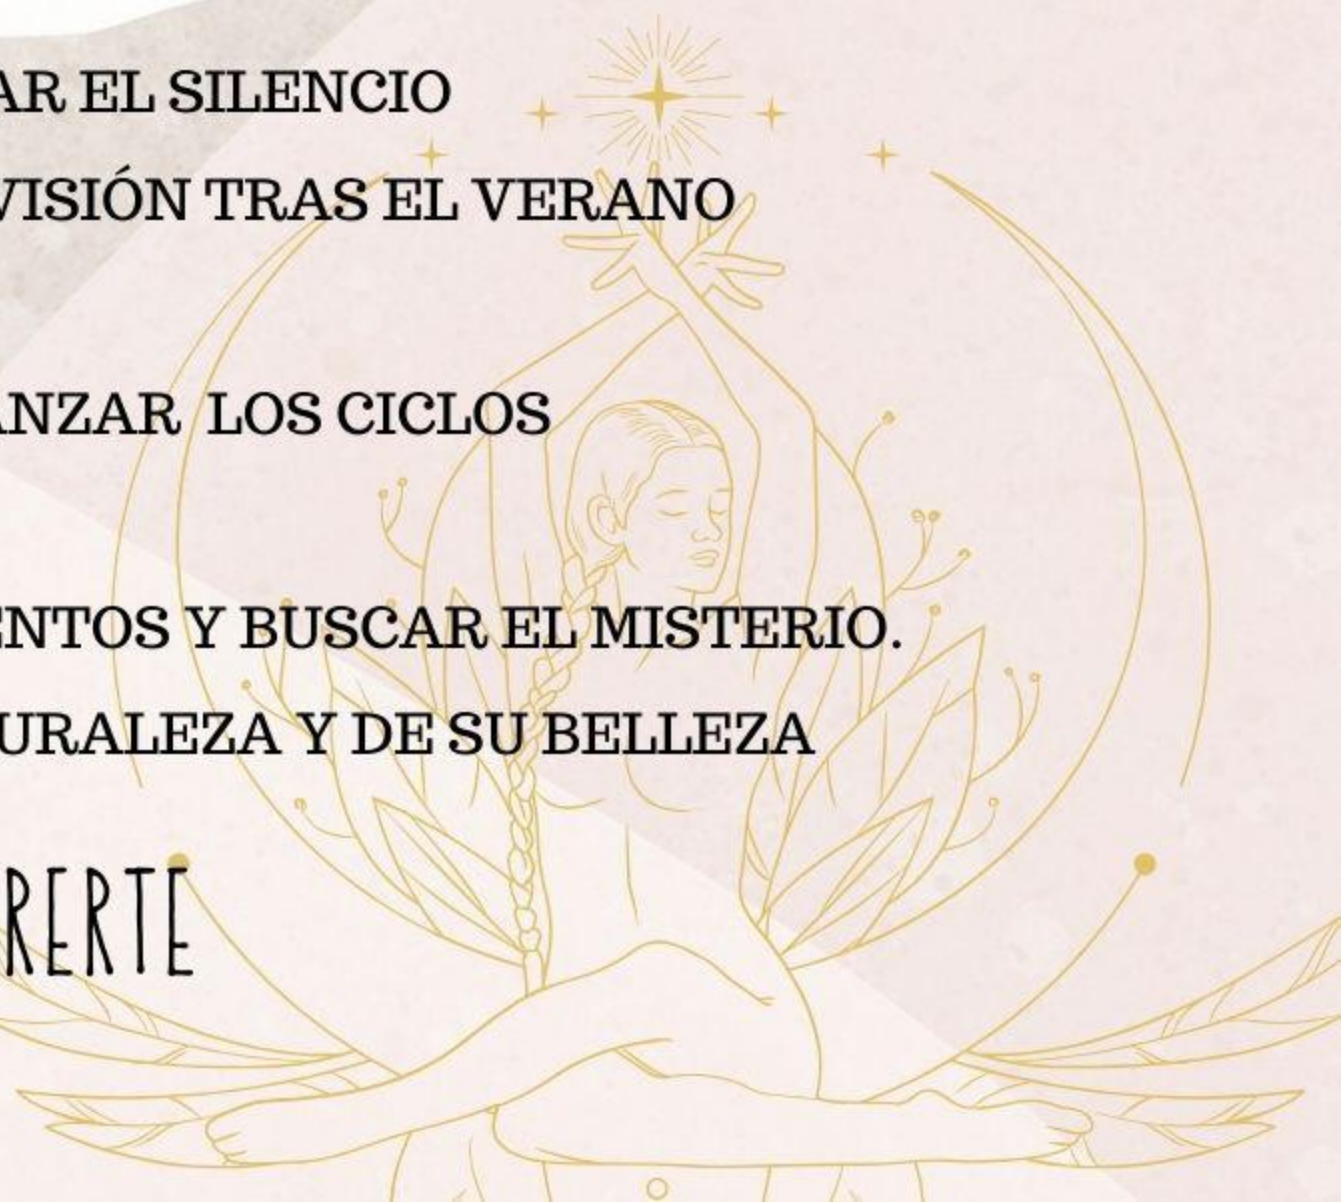 AR EL SILENCIO
VISIÓN TRAS EL VERANO
ANZAR LOS CICLOS
ENTOS Y BUSCAR EL MISTERIO.
URALEZA Y DE SU BELLEZA
RERTE